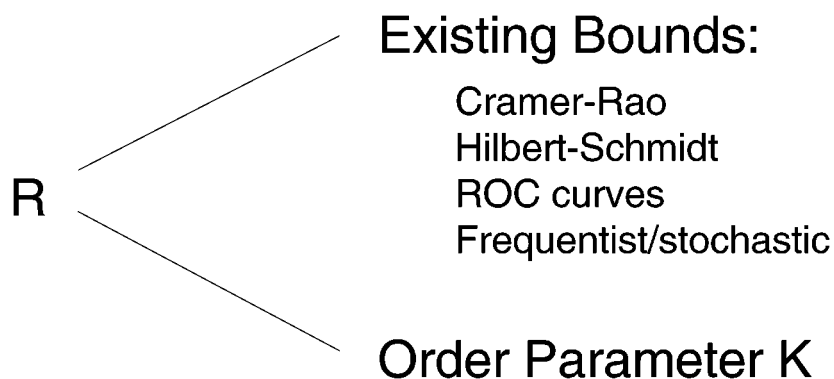 Existing Bounds:
Cramer-Rao
Hilbert-Schmidt
ROC curves
Frequentist/stochastic
R
Order Parameter K